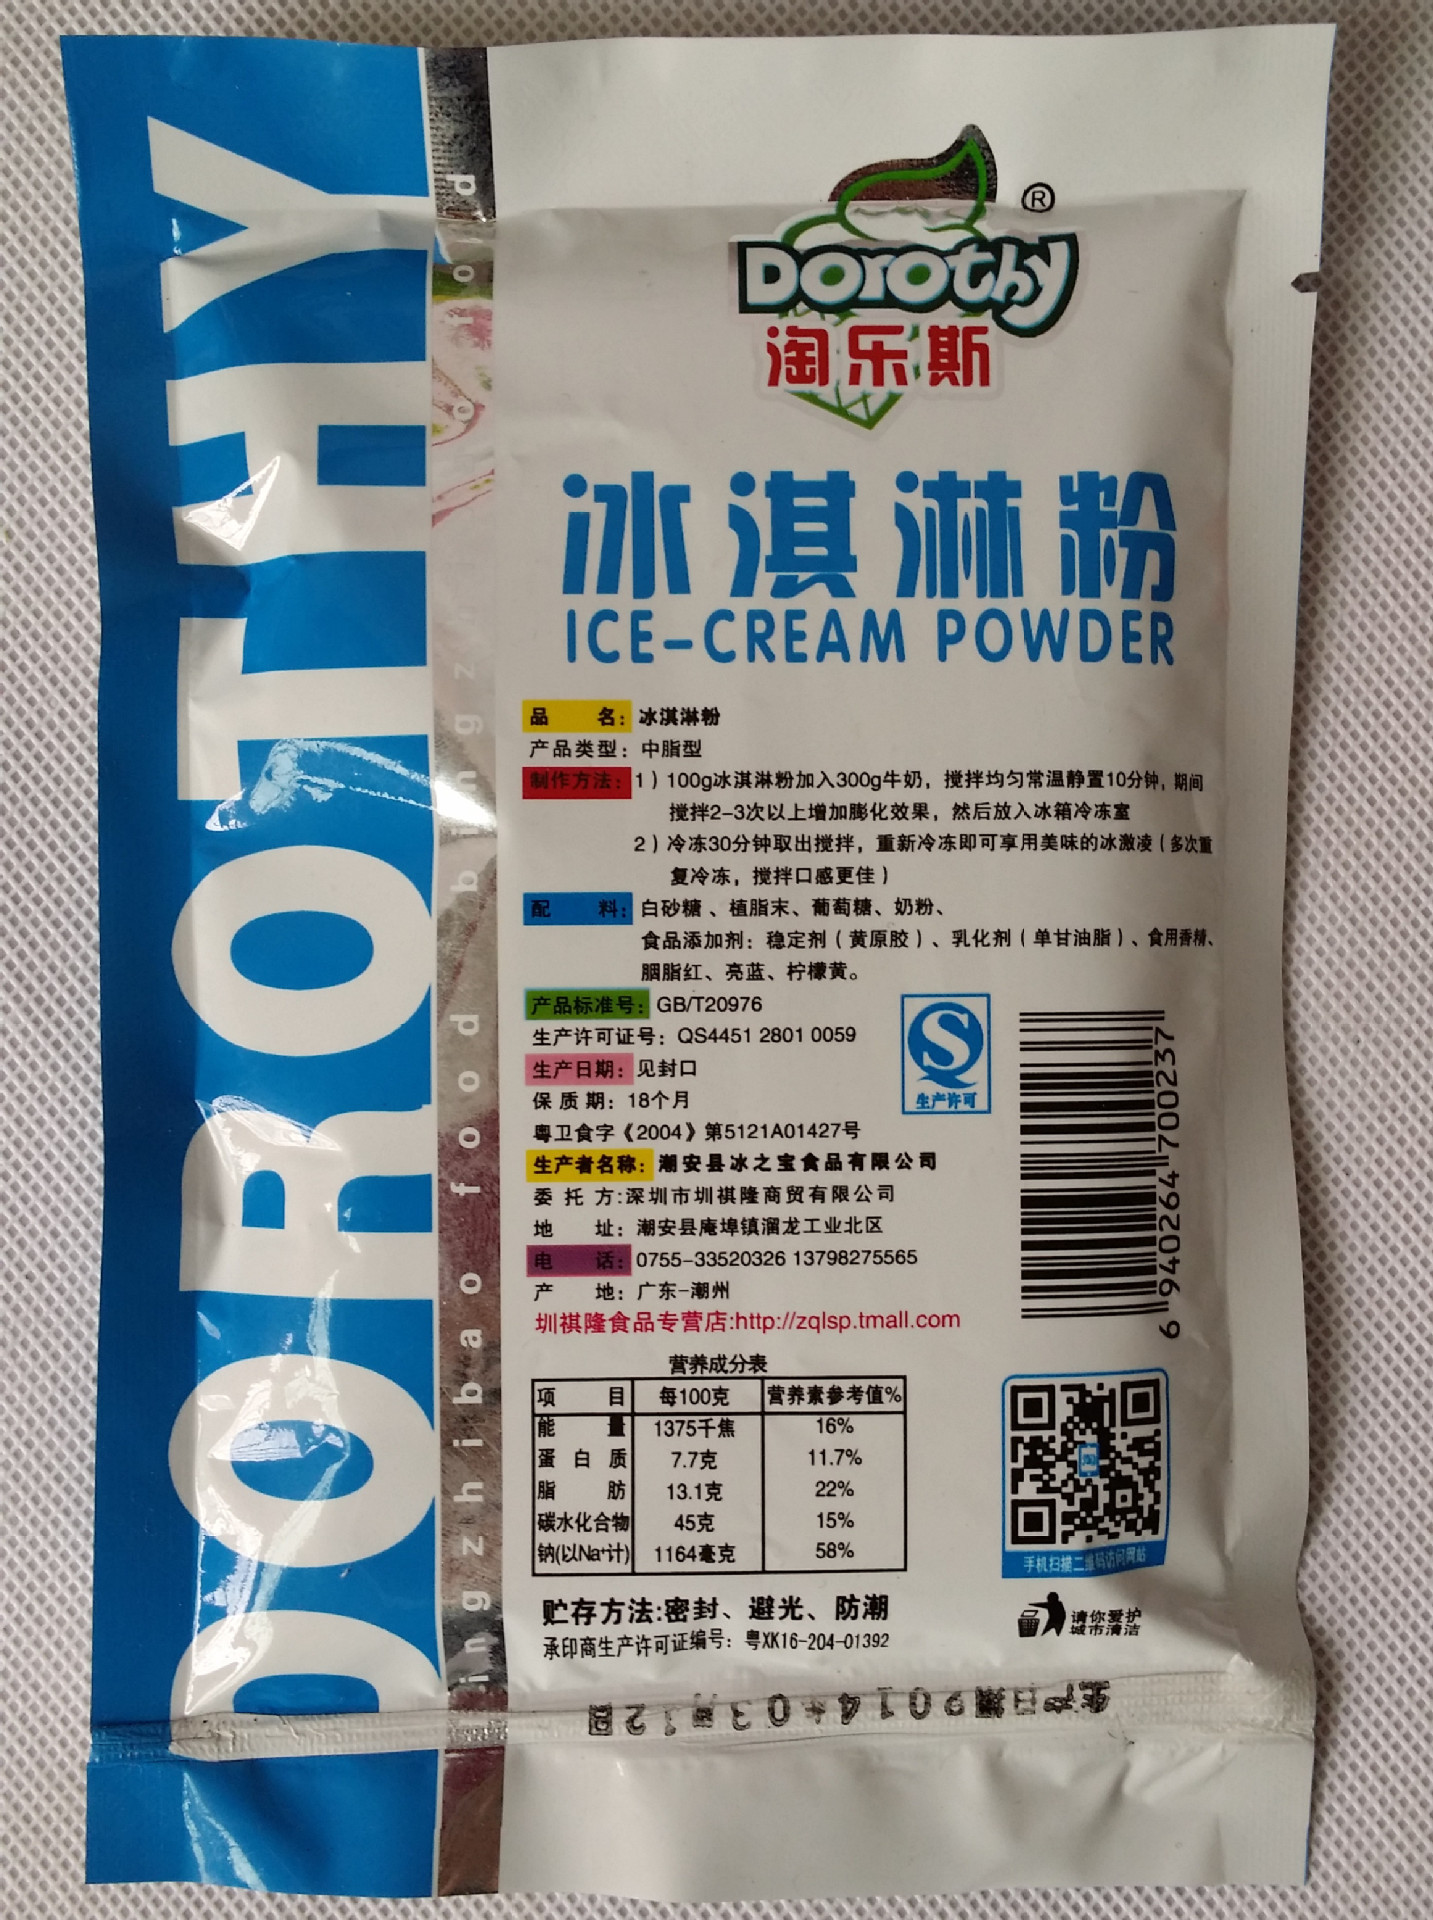 DOROTHY
bingzhibao food bingzhibao food
Dorothy
®
淘乐斯
冰淇淋粉
ICE-CREAM POWDER
品 名：冰淇淋粉
产品类型：中脂型
制作方法：1）100g冰淇淋粉加入300g牛奶，搅拌均匀常温静置10分钟，期间
搅拌2-3次以上增加膨化效果，然后放入冰箱冷冻室
2）冷冻30分钟取出搅拌，重新冷冻即可享用美味的冰激凌（多次重
复冷冻，搅拌口感更佳）
配 料：白砂糖、植脂末、葡萄糖、奶粉、
食品添加剂：稳定剂（黄原胶）、乳化剂（单甘油脂）、食用香精、
胭脂红、亮蓝、柠檬黄。
产品标准号：GB/T20976
生产许可证号：QS4451 2801 0059
生产日期：见封口
保 质 期：18个月
粤卫食字《2004》第5121A01427号
生产者名称：潮安县冰之宝食品有限公司
委 托 方:深圳市圳祺隆商贸有限公司
地 址：潮安县庵埠镇溜龙工业北区
电 话：0755-33520326 13798275565
产 地：广东-潮州
圳祺隆食品专营店:http://zqlsp.tmall.com
生产许可
6 940264 700237
营养成分表
项 目 每100克 营养素参考值%
能 量 1375千焦 16%
蛋 白 质 7.7克 11.7%
脂 肪 13.1克 22%
碳水化合物 45克 15%
钠(以Na⁺计) 1164毫克 58%
手机扫描二维码访问网站
贮存方法:密封、避光、防潮
承印商生产许可证编号：粤XK16-204-01392
请你爱护
城市清洁
生产日期2014年03月12日